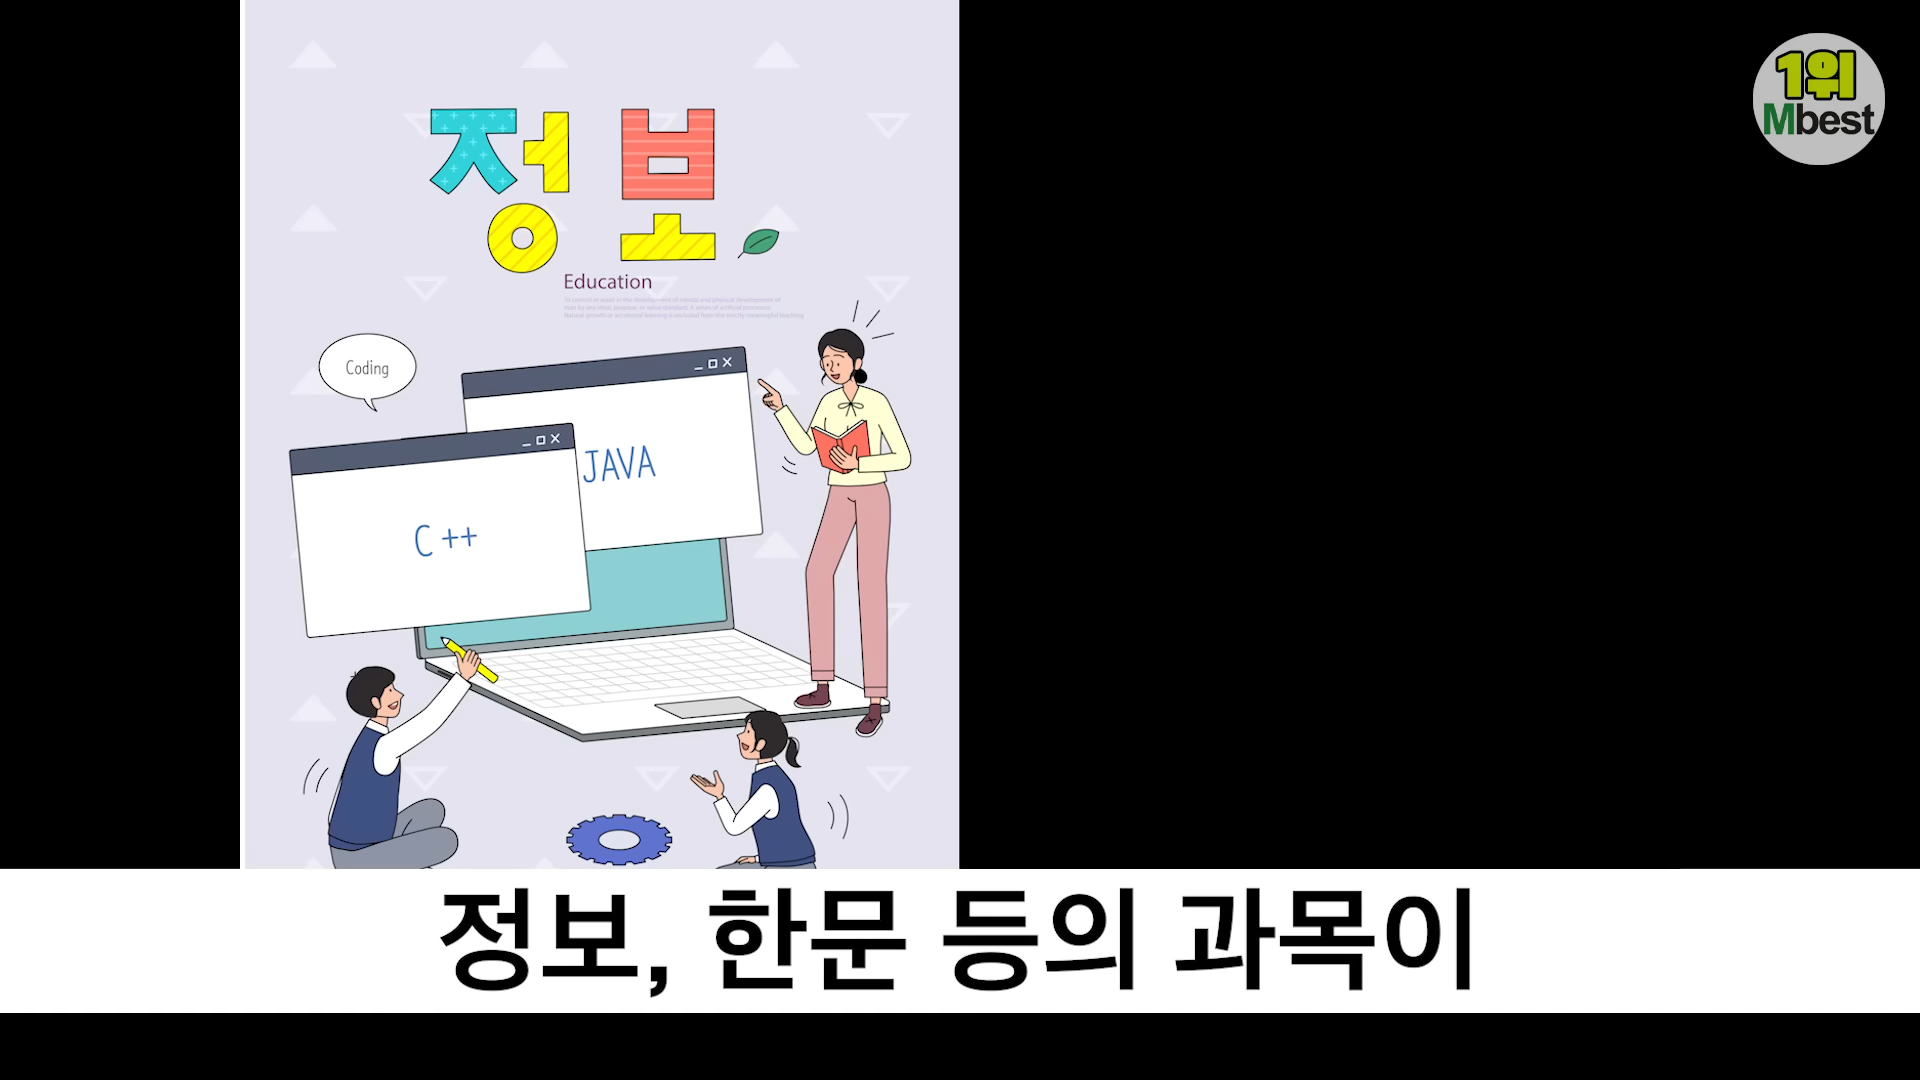 1위
Mbest
정보
Education
Coding
JAVA
C ++
정보, 한문 등의 과목이